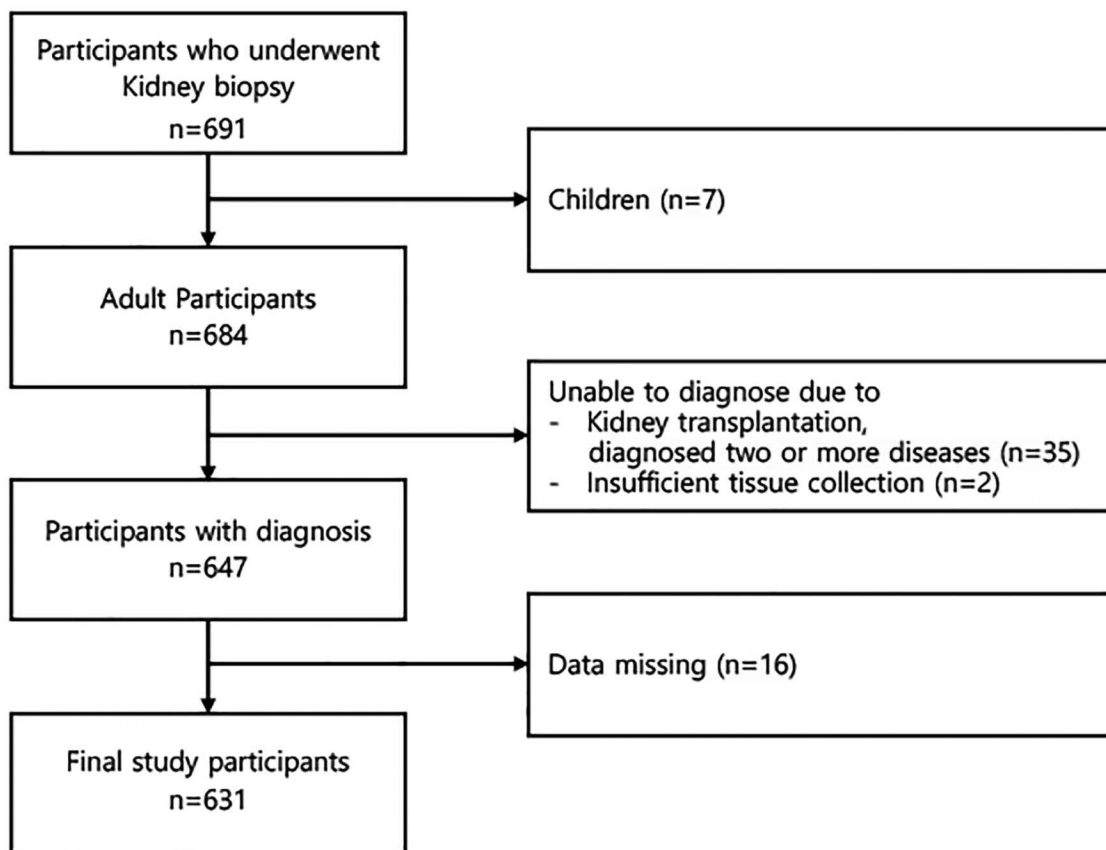 Participants who underwent
Kidney biopsy
n=691
Children (n=7)
Adult Participants
n=684
Unable to diagnose due to
- Kidney transplantation,
diagnosed two or more diseases (n=35)
- Insufficient tissue collection (n=2)
Participants with diagnosis
n=647
Data missing (n=16)
Final study participants
n=631